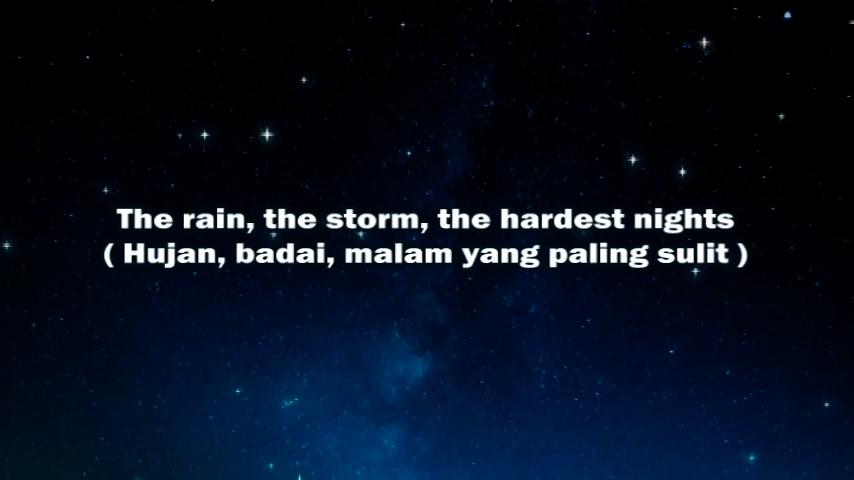 The rain, the storm, the hardest nights
( Hujan, badai, malam yang paling sulit )